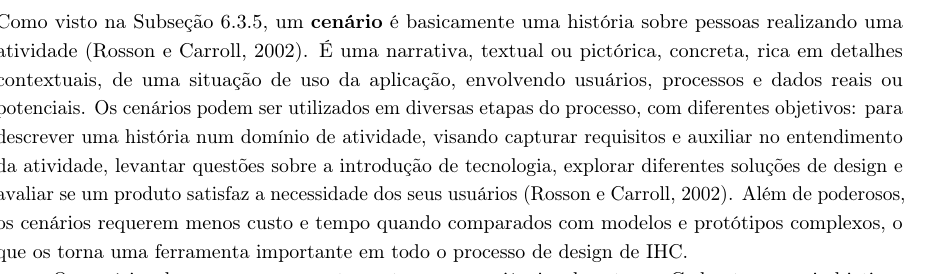 Como visto na Subseção 6.3.5, um cenário é basicamente uma história sobre pessoas realizando uma
atividade (Rosson e Carroll, 2002). É uma narrativa, textual ou pictórica, concreta, rica em detalhes
contextuais, de uma situação de uso da aplicação, envolvendo usuários, processos e dados reais ou
potenciais. Os cenários podem ser utilizados em diversas etapas do processo, com diferentes objetivos: para
descrever uma história num domínio de atividade, visando capturar requisitos e auxiliar no entendimento
da atividade, levantar questões sobre a introdução de tecnologia, explorar diferentes soluções de design e
avaliar se um produto satisfaz a necessidade dos seus usuários (Rosson e Carroll, 2002). Além de poderosos,
os cenários requerem menos custo e tempo quando comparados com modelos e protótipos complexos, o
que os torna uma ferramenta importante em todo o processo de design de IHC.